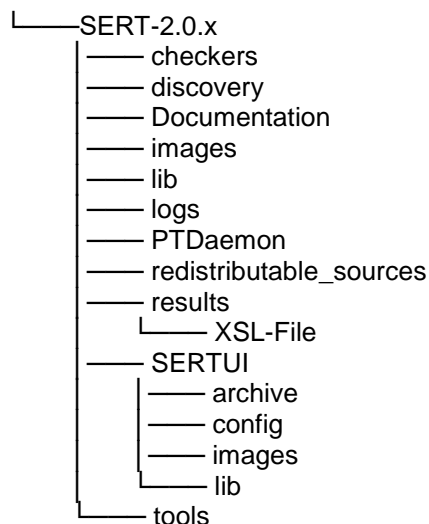 SERT-2.0.x
checkers
discovery
Documentation
images
lib
logs
PTDaemon
redistributable_sources
results
XSL-File
SERTUI
archive
config
images
lib
tools